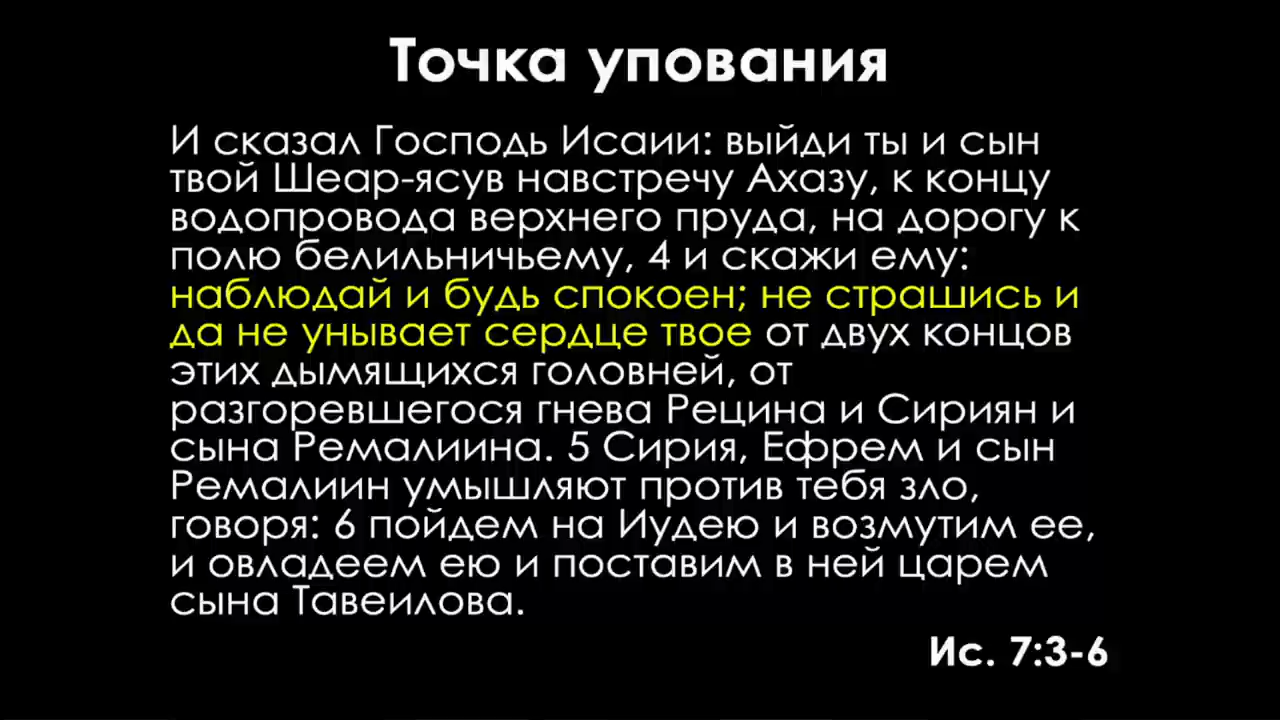 Точка упования
И сказал Господь Исаии: выйди ты и сын
твой Шеар-ясув навстречу Ахазу, к концу
водопровода верхнего пруда, на дорогу к
полю белильничьему, 4 и скажи ему:
наблюдай и будь спокоен; не страшись и
да не унывает сердце твое от двух концов
этих дымящихся головней, от
разгоревшегося гнева Рецина и Сириян и
сына Ремалиина. 5 Сирия, Ефрем и сын
Ремалиин умышляют против тебя зло,
говоря: 6 пойдем на Иудею и возмутим ее,
и овладеем ею и поставим в ней царем
сына Тавеилова.
Ис. 7:3-6